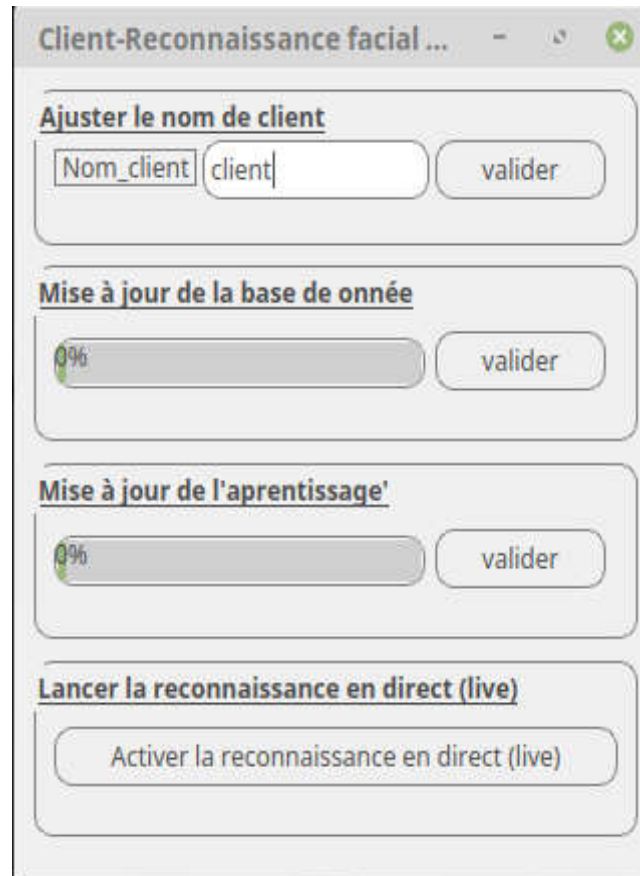 Client-Reconnaissance facial ...
Ajuster le nom de client
Nom_client client valider
Mise à jour de la base de onnée
0% valider
Mise à jour de l'aprentissage'
0% valider
Lancer la reconnaissance en direct (live)
Activer la reconnaissance en direct (live)